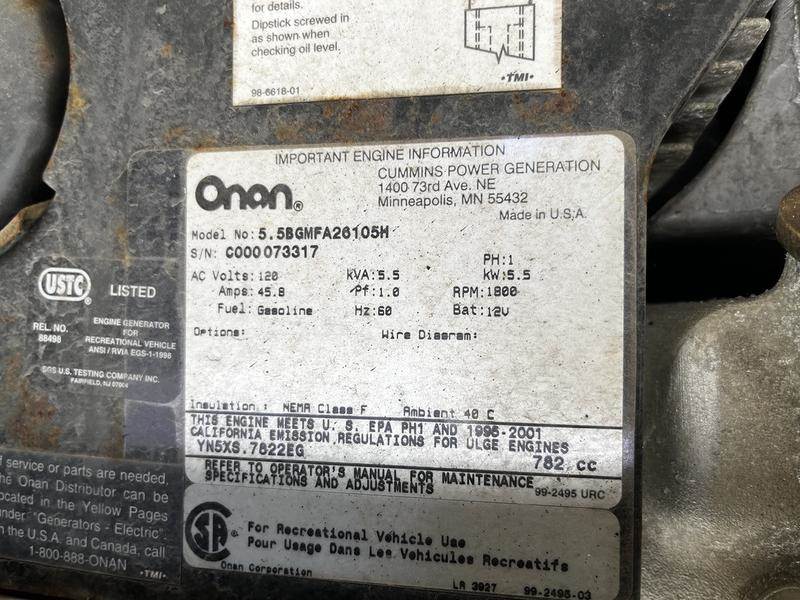 for details.
Dipstick screwed in
as shown when
checking oil level.
98-6618-01
•TMI•
IMPORTANT ENGINE INFORMATION
Onan®
CUMMINS POWER GENERATION
1400 73rd Ave. NE
Minneapolis, MN 55432
Made in U.S.A.
Model No: 5.5BGMFA26105H
S/N: C000073317
PH:1
AC Volts: 120 kVA: 5.5 kW: 5.5
Amps: 45.8 Pf: 1.0 RPM: 1800
Fuel: Gasoline Hz: 60 Bat: 12V
Options: Wire Diagram:
Insulation: NEMA Class F Ambient 40 C
THIS ENGINE MEETS U. S. EPA PH1 AND 1995-2001
CALIFORNIA EMISSION REGULATIONS FOR ULGE ENGINES
YN5XS.7822EG 782 cc
REFER TO OPERATOR'S MANUAL FOR MAINTENANCE
SPECIFICATIONS AND ADJUSTMENTS
99-2495 URC
For Recreational Vehicle Use
Pour Usage Dans Les Vehicules Recreatifs
Onan Corporation LR 3927 99-2495-03
USTC® LISTED
REL. NO.
88498
ENGINE GENERATOR
FOR
RECREATIONAL VEHICLE
ANSI / RVIA EGS-1-1998
SGS U.S. TESTING COMPANY INC.
FAIRFIELD, NJ 07004
service or parts are needed,
the Onan Distributor can be
located in the Yellow Pages
under "Generators - Electric".
n the U.S.A. and Canada, call
1-800-888-ONAN
•TMI•